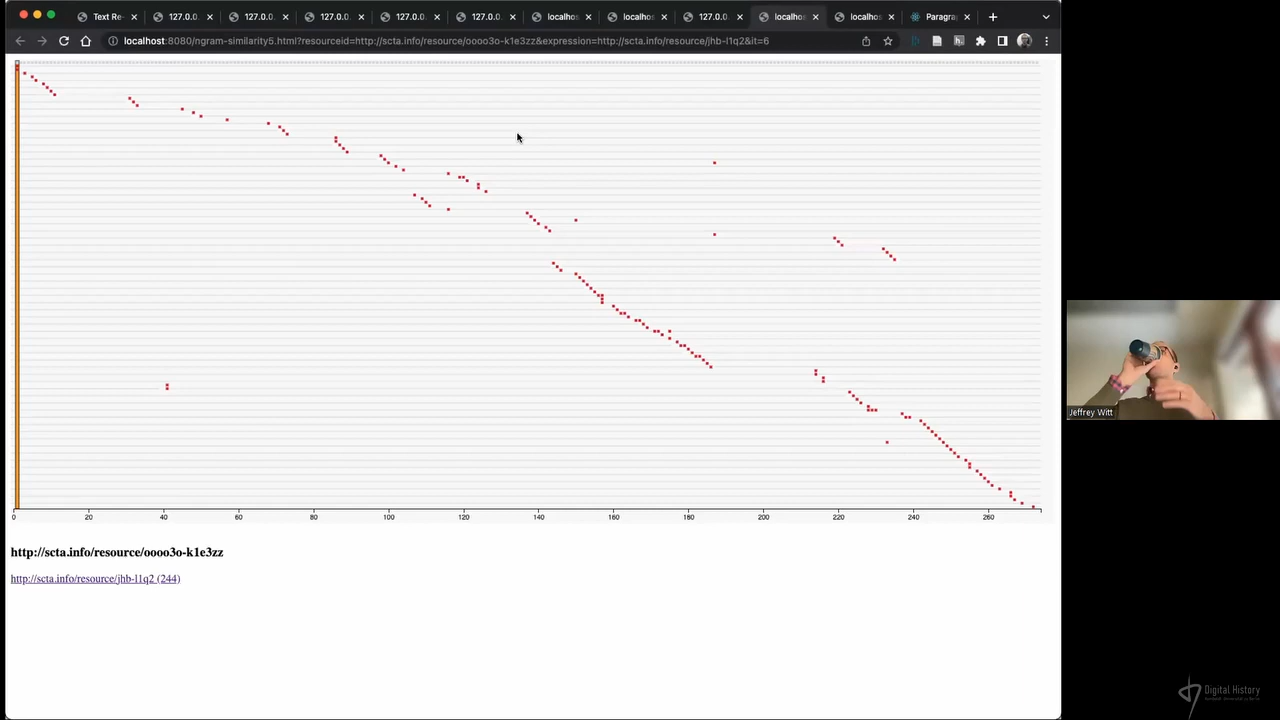 Text Re-
127.0.0.
127.0.0.
127.0.0.
127.0.0.
127.0.0.
localhos
localhos
127.0.0.
localhos
localhos
Paragra
localhost:8080/ngram-similarity5.html?resourceid=http://scta.info/resource/oooo3o-k1e3zz&expression=http://scta.info/resource/jhb-l1q2&it=6
0 20 40 60 80 100 120 140 160 180 200 220 240 260
http://scta.info/resource/oooo3o-k1e3zz
http://scta.info/resource/jhb-l1q2 (244)
Jeffrey Witt
Digital History